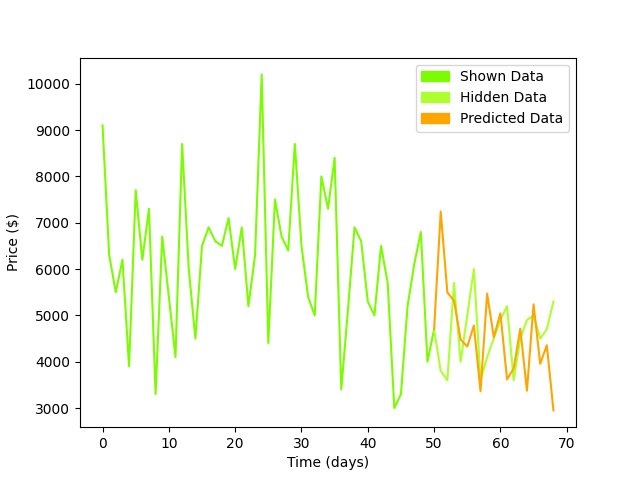 Shown Data
Hidden Data
Predicted Data
Price ($)
10000
9000
8000
7000
6000
5000
4000
3000
0 10 20 30 40 50 60 70
Time (days)